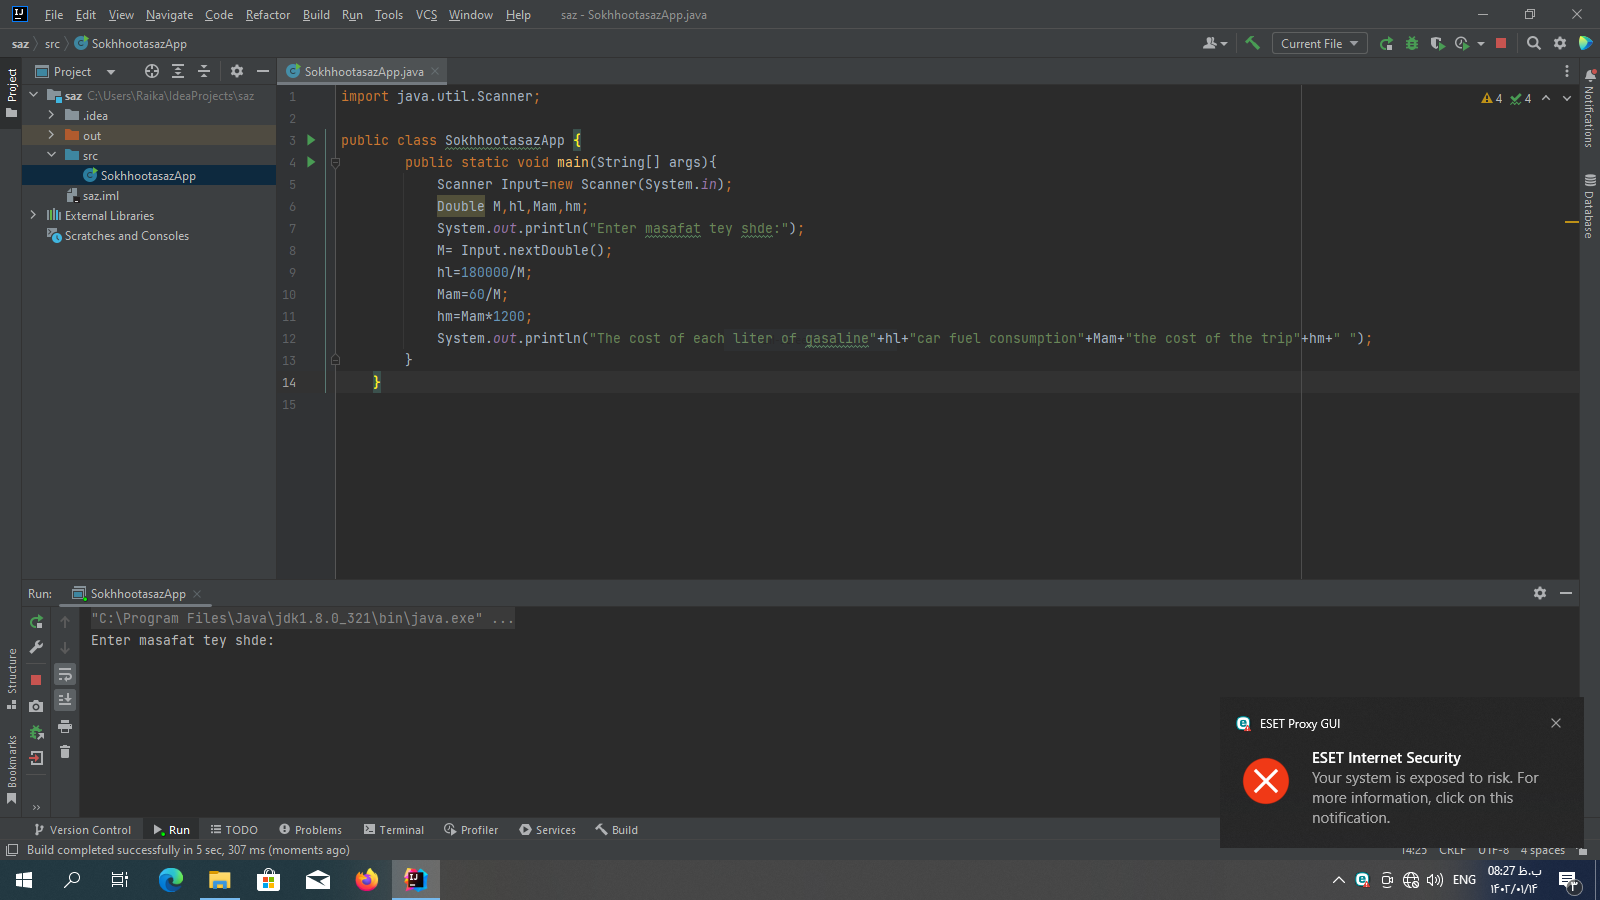 File Edit View Navigate Code Refactor Build Run Tools VCS Window Help saz - SokhhootasazApp.java
saz src SokhhootasazApp
Current File
Project
SokhhootasazApp.java
Project
saz C:\Users\Raika\IdeaProjects\saz
.idea
out
src
SokhhootasazApp
saz.iml
External Libraries
Scratches and Consoles
4 4
1 import java.util.Scanner;
2
3 public class SokhhootasazApp {
4 public static void main(String[] args){
5 Scanner Input=new Scanner(System.in);
6 Double M,hl,Mam,hm;
7 System.out.println("Enter masafat tey shde:");
8 M= Input.nextDouble();
9 hl=180000/M;
10 Mam=60/M;
11 hm=Mam*1200;
12 System.out.println("The cost of each liter of gasaline"+hl+"car fuel consumption"+Mam+"the cost of the trip"+hm+" ");
13 }
14 }
15
Notifications
Database
Run: SokhhootasazApp
"C:\Program Files\Java\jdk1.8.0_321\bin\java.exe" ...
Enter masafat tey shde:
Structure
Bookmarks
ESET Proxy GUI
ESET Internet Security
Your system is exposed to risk. For
more information, click on this
notification.
Version Control Run TODO Problems Terminal Profiler Services Build
Build completed successfully in 5 sec, 307 ms (moments ago)
14:25 CRLF UTF-8 4 spaces
ENG
08:27 ب.ظ
۱۴۰۲/۰۱/۱۴
۳